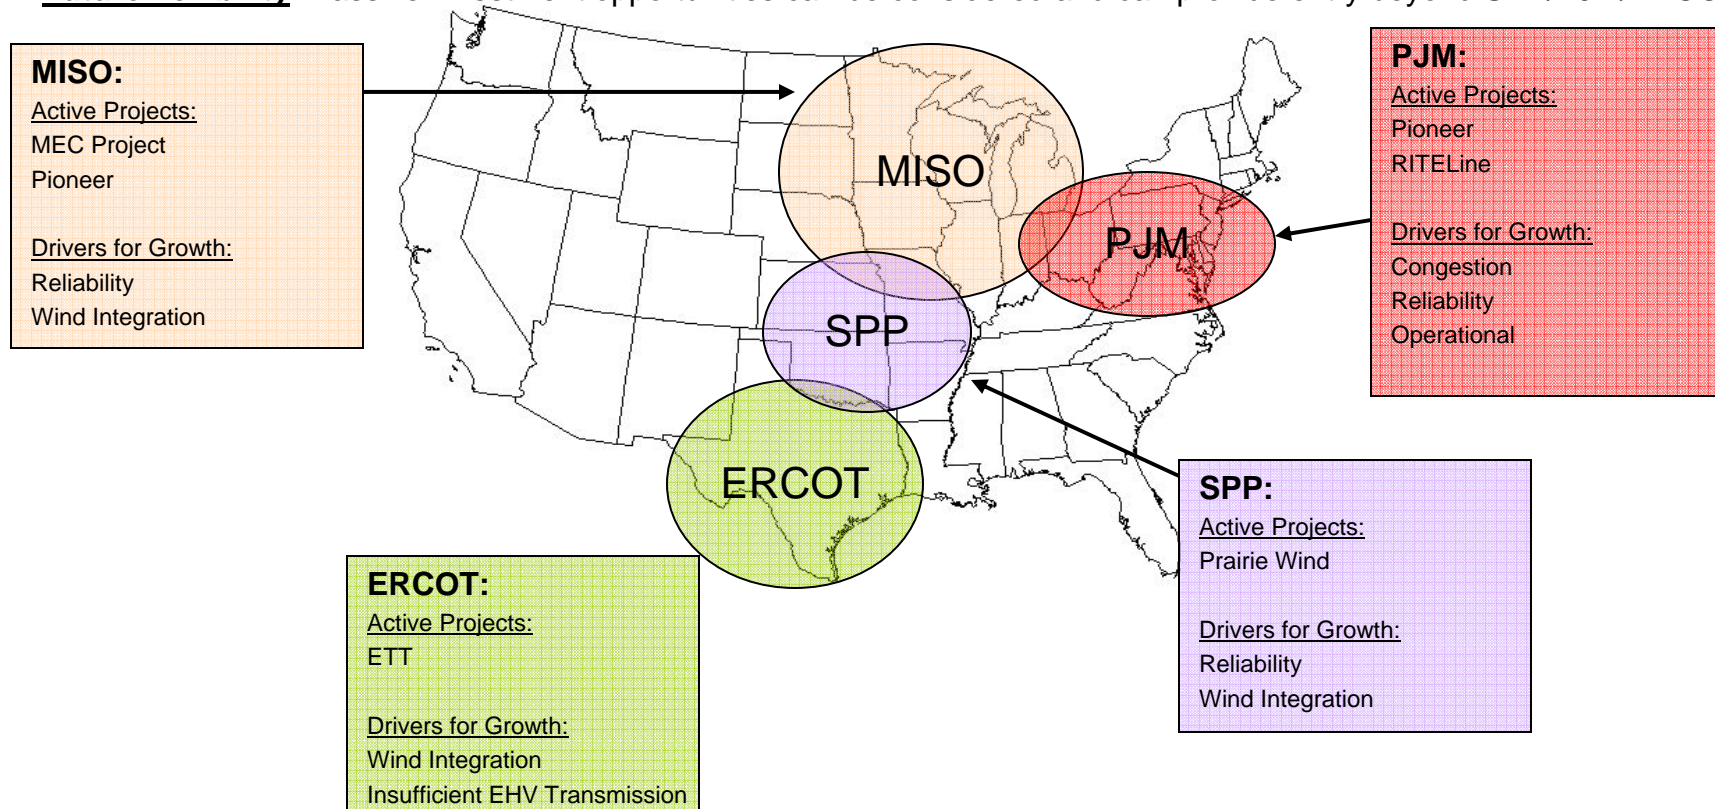 MISO:
Active Projects:
MEC Project
Pioneer
Drivers for Growth:
Reliability
Wind Integration
PJM:
Active Projects:
Pioneer
RITELine
Drivers for Growth:
Congestion
Reliability
Operational
MISO
PJM
SPP
ERCOT
ERCOT:
Active Projects:
ETT
Drivers for Growth:
Wind Integration
Insufficient EHV Transmission
SPP:
Active Projects:
Prairie Wind
Drivers for Growth:
Reliability
Wind Integration